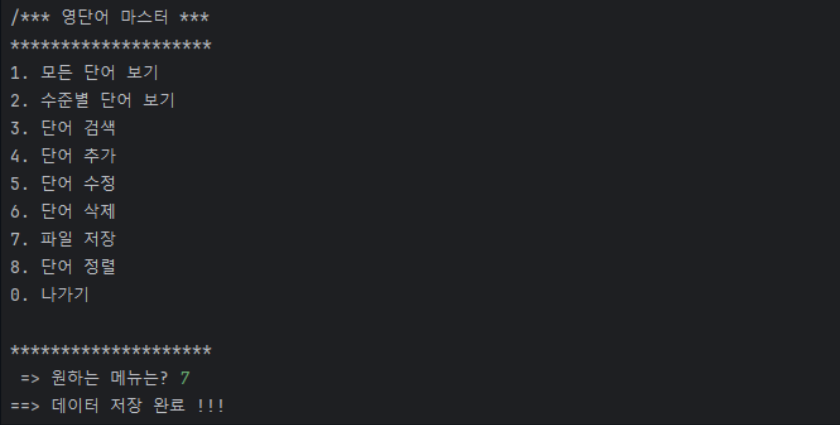 /*** 영단어 마스터 ***
********************
1. 모든 단어 보기
2. 수준별 단어 보기
3. 단어 검색
4. 단어 추가
5. 단어 수정
6. 단어 삭제
7. 파일 저장
8. 단어 정렬
0. 나가기
********************
=> 원하는 메뉴는? 7
==> 데이터 저장 완료 !!!